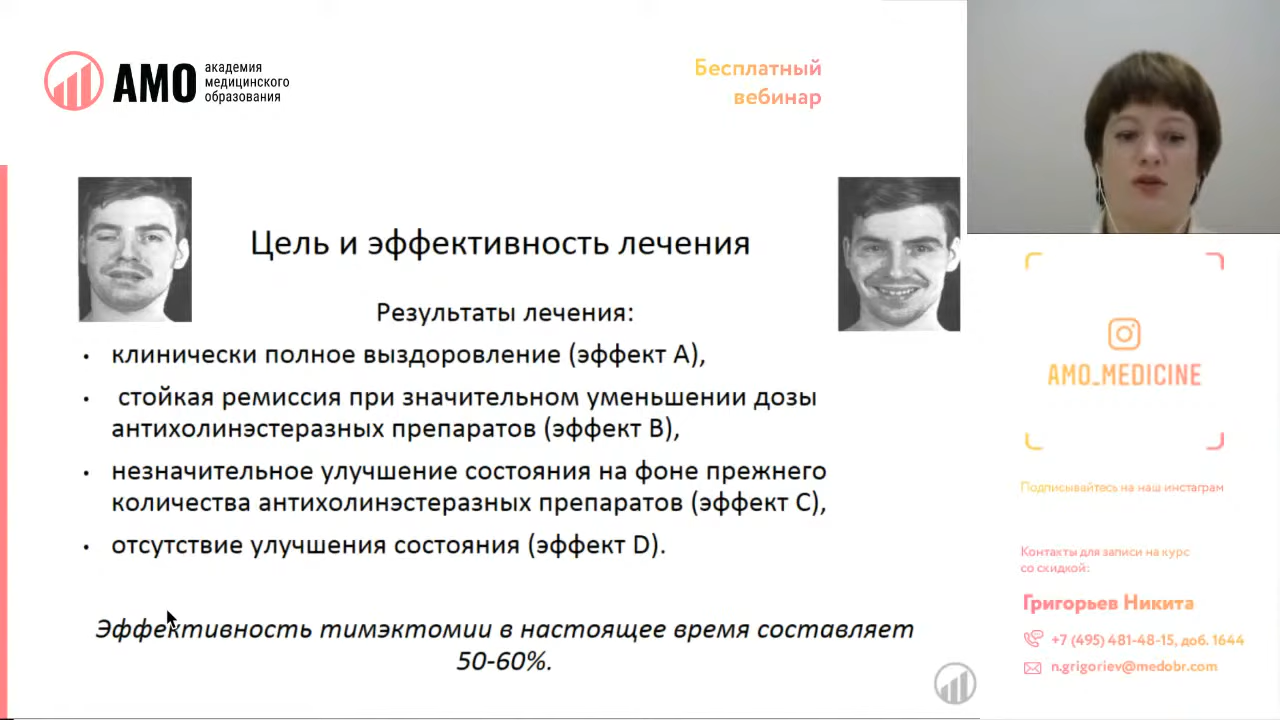 АМО
академия
медицинского
образования
Бесплатный
вебинар
Цель и эффективность лечения
Результаты лечения:
• клинически полное выздоровление (эффект А),
• стойкая ремиссия при значительном уменьшении дозы
антихолинэстеразных препаратов (эффект В),
• незначительное улучшение состояния на фоне прежнего
количества антихолинэстеразных препаратов (эффект С),
• отсутствие улучшения состояния (эффект D).
Эффективность тимэктомии в настоящее время составляет
50-60%.
AMO_MEDICINE
Подписывайтесь на наш инстаграм
Контакты для записи на курс
со скидкой:
Григорьев Никита
+7 (495) 481-48-15, доб. 1644
n.grigoriev@medobr.com